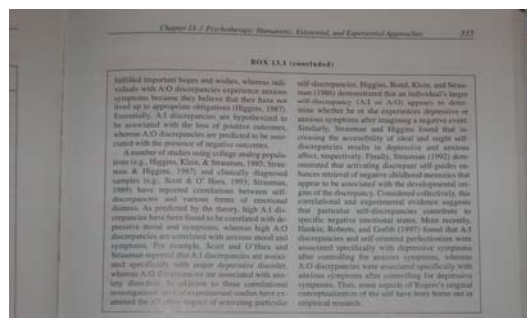 Chapter 13 / Psychotherapy: Humanistic, Existential, and Experiential Approaches 335
BOX 13.1 (concluded)
fulfilled important hopes and wishes, whereas indi-
viduals with A:O discrepancies experience anxious
symptoms because they believe that they have not
lived up to appropriate obligations (Higgins, 1987).
Essentially, A:I discrepancies are hypothesized to
be associated with the loss of positive outcomes,
whereas A:O discrepancies are predicted to be asso-
ciated with the presence of negative outcomes.
A number of studies using college analog popula-
tions (e.g., Higgins, Klein, & Strauman, 1985; Strau-
man & Higgins, 1987) and clinically diagnosed
samples (e.g., Scott & O'Hara, 1993; Strauman,
1989) have reported correlations between self-
discrepancies and various forms of emotional
distress. As predicted by the theory, high A:I dis-
crepancies have been found to be correlated with de-
pressive mood and symptoms, whereas high A:O
discrepancies are correlated with anxious mood and
symptoms. For example, Scott and O'Hara and
Strauman reported that A:I discrepancies are associ-
ated specifically with major depressive disorder,
whereas A:O discrepancies are associated with anx-
iety disorders. In addition to these correlational
investigations, several experimental studies have ex-
amined the impact of activating particular
self-discrepancies. Higgins, Bond, Klein, and Strau-
man (1986) demonstrated that an individual's largest
self-discrepancy (A:I or A:O) appears to deter-
mine whether he or she experiences depressive or
anxious symptoms after imagining a negative event.
Similarly, Strauman and Higgins found that in-
creasing the accessibility of ideal and ought self-
discrepancies results in depressive and anxious
affect, respectively. Finally, Strauman (1992) dem-
onstrated that activating discrepant self-guides en-
hances retrieval of negative childhood memories that
appear to be associated with the developmental ori-
gins of the discrepancy. Considered collectively, this
correlational and experimental evidence suggests
that particular self-discrepancies contribute to
specific negative emotional states. More recently,
Hankin, Roberts, and Gotlib (1997) found that A:I
discrepancies and self-oriented perfectionism were
associated specifically with depressive symptoms
after controlling for anxious symptoms, whereas
A:O discrepancies were associated specifically with
anxious symptoms after controlling for depressive
symptoms. Thus, some aspects of Rogers's original
conceptualization of the self have been borne out in
empirical research.